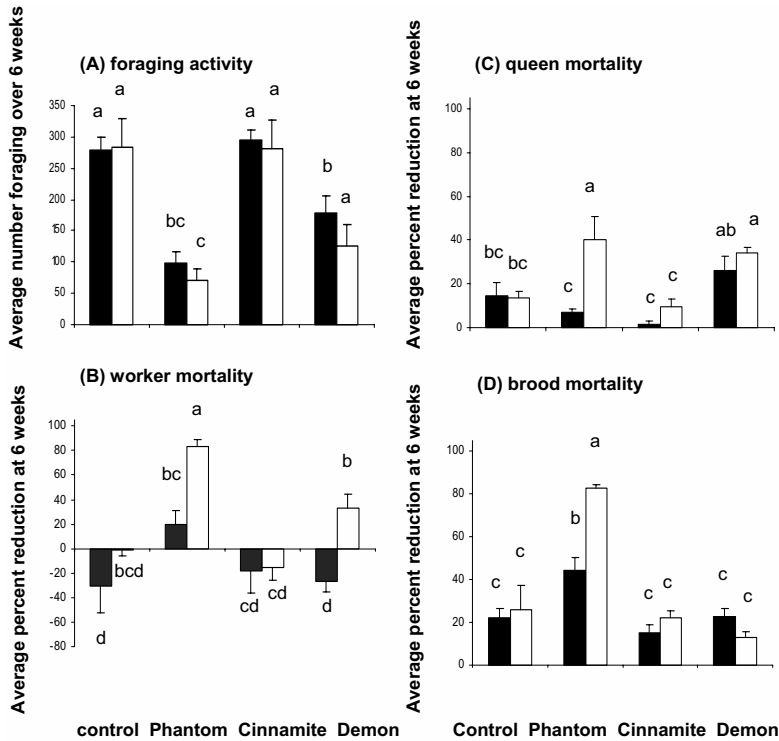 (A) foraging activity
Average number foraging over 6 weeks
350
300
250
200
150
100
50
0
a
a
bc
c
a
a
b
a
(C) queen mortality
Average percent reduction at 6 weeks
100
80
60
40
20
0
bc
bc
c
a
c
c
ab
a
(B) worker mortality
Average percent reduction at 6 weeks
100
80
60
40
20
0
-20
-40
-60
-80
d
bcd
bc
a
cd
cd
d
b
control Phantom Cinnamite Demon
(D) brood mortality
Average percent reduction at 6 weeks
100
80
60
40
20
0
c
c
b
a
c
c
c
c
Control Phantom Cinnamite Demon